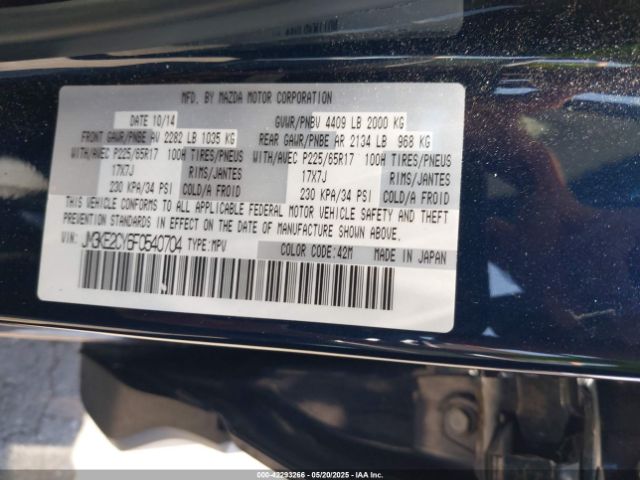 MFD. BY MAZDA MOTOR CORPORATION
DATE 10/14 GVWR/PNBV 4409 LB 2000 KG
FRONT GAWR/PNBE AV 2282 LB 1035 KG REAR GAWR/PNBE AR 2134 LB 968 KG
WITH/AVEC P225/65R17 100H TIRES/PNEUS WITH/AVEC P225/65R17 100H TIRES/PNEUS
17X7J RIMS/JANTES 17X7J RIMS/JANTES
230 KPA/34 PSI COLD/A FROID 230 KPA/34 PSI COLD/A FROID
THIS VEHICLE CONFORMS TO ALL APPLICABLE FEDERAL MOTOR VEHICLE SAFETY AND THEFT
PREVENTION STANDARDS IN EFFECT ON THE DATE OF MANUFACTURE SHOWN ABOVE.
VIN: JM3KE2CY6F0540704 TYPE:MPV COLOR CODE:42M MADE IN JAPAN
000-42293266 - 05/20/2025 - IAAI.COM